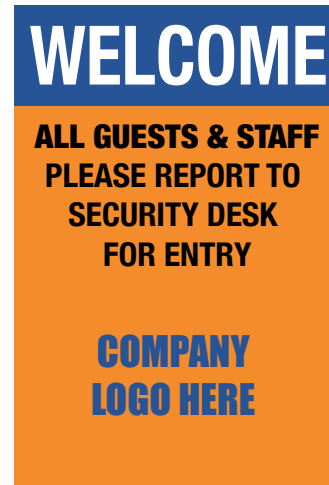 WELCOME
ALL GUESTS & STAFF
PLEASE REPORT TO
SECURITY DESK
FOR ENTRY
COMPANY
LOGO HERE